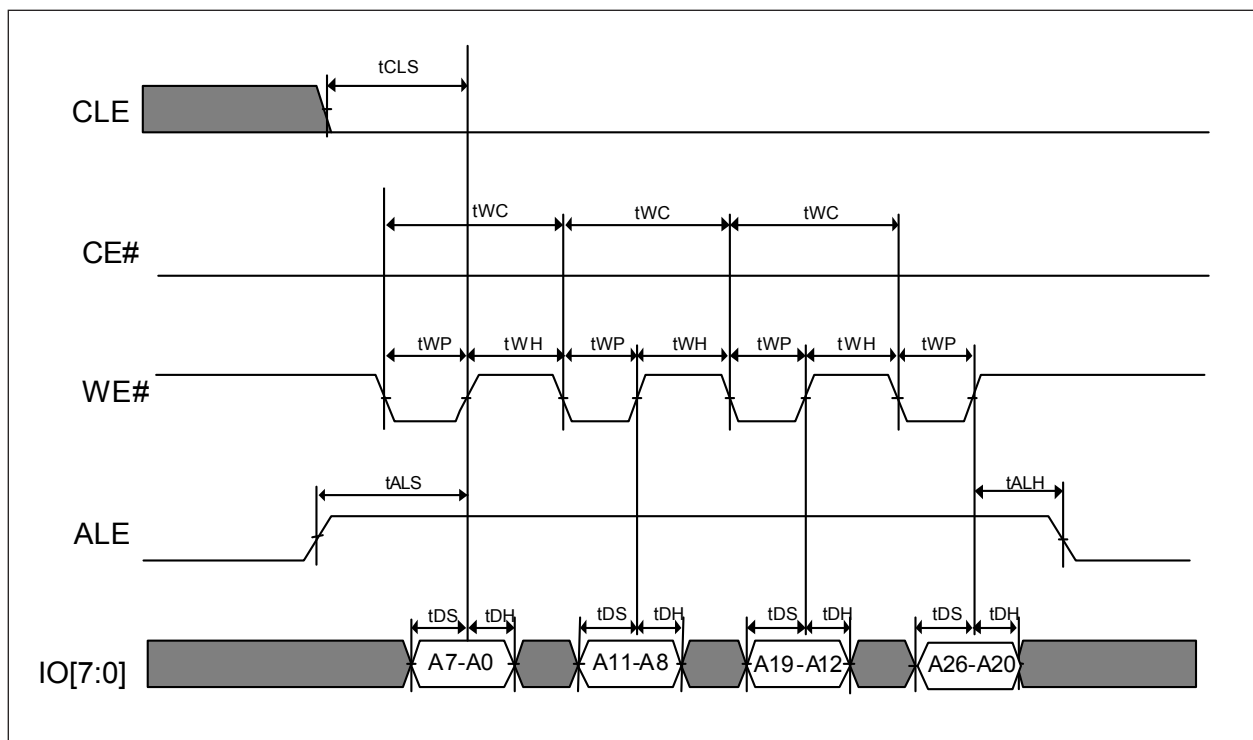 tCLS
CLE
tWC tWC tWC
CE#
tWP tWH tWP tWH tWP tWH tWP
WE#
tALS tALH
ALE
tDS tDH tDS tDH tDS tDH tDS tDH
IO[7:0] A7-A0 A11-A8 A19-A12 A26-A20